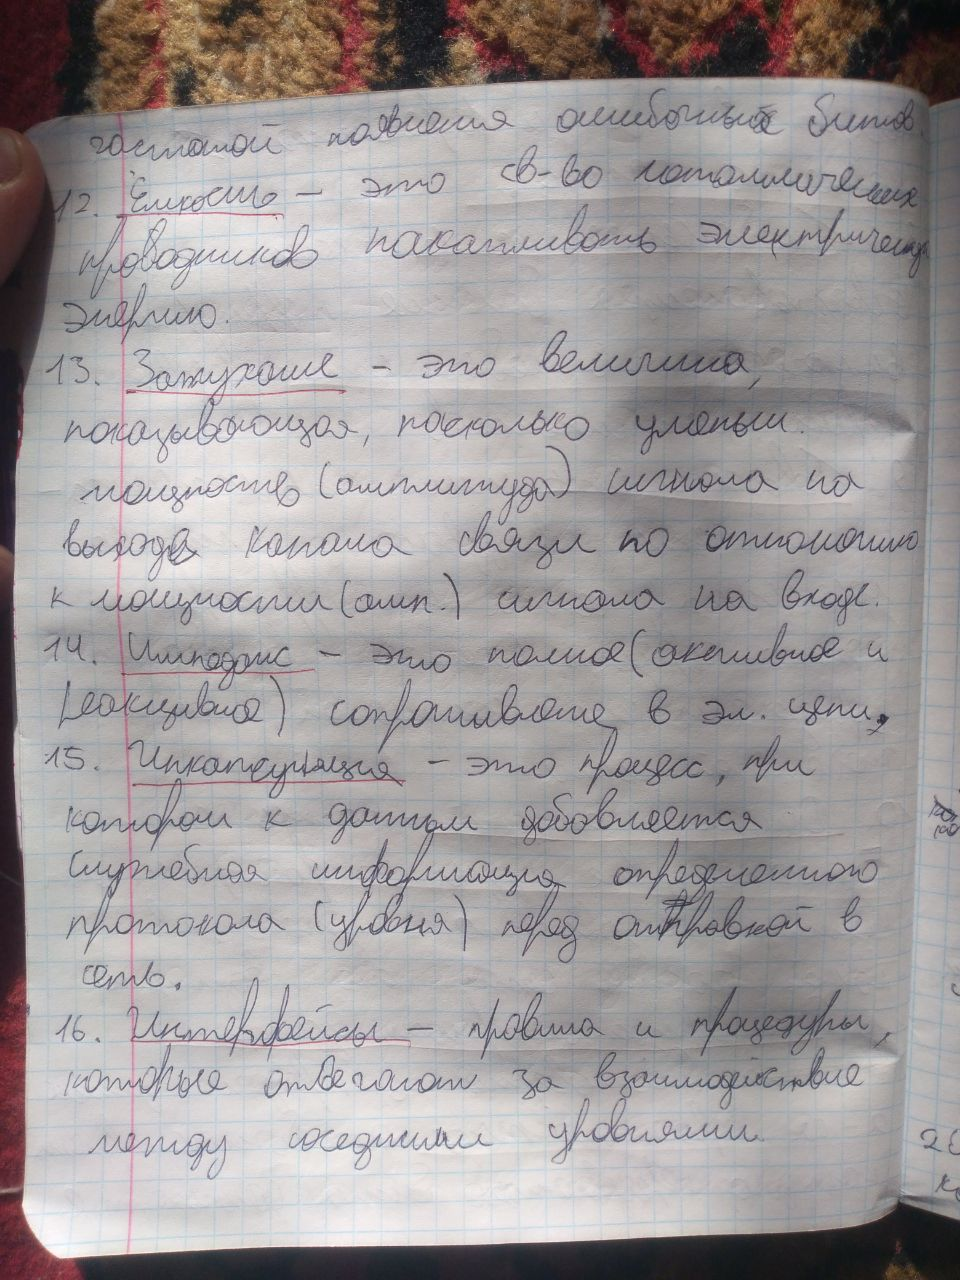 частотой появления ошибочных битов.
12. Ёмкость – это св-во металлических
проводников накапливать электрическую
энергию.
13. Затухание – это величина,
показывающая, насколько уменьш.
мощность (амплитуда) сигнала на
выходе канала связи по отношению
к мощности (амп.) сигнала на входе.
14. Импеданс – это полное (активное и
реактивное) сопротивление в эл. цепи.
15. Инкапсуляция – это процесс, при
котором к данным добавляется
служебная информация определенного
протокола (уровня) перед отправкой в
сеть.
16. Интерфейсы – правила и процедуры,
которые отвечают за взаимодействие
между соседними уровнями.